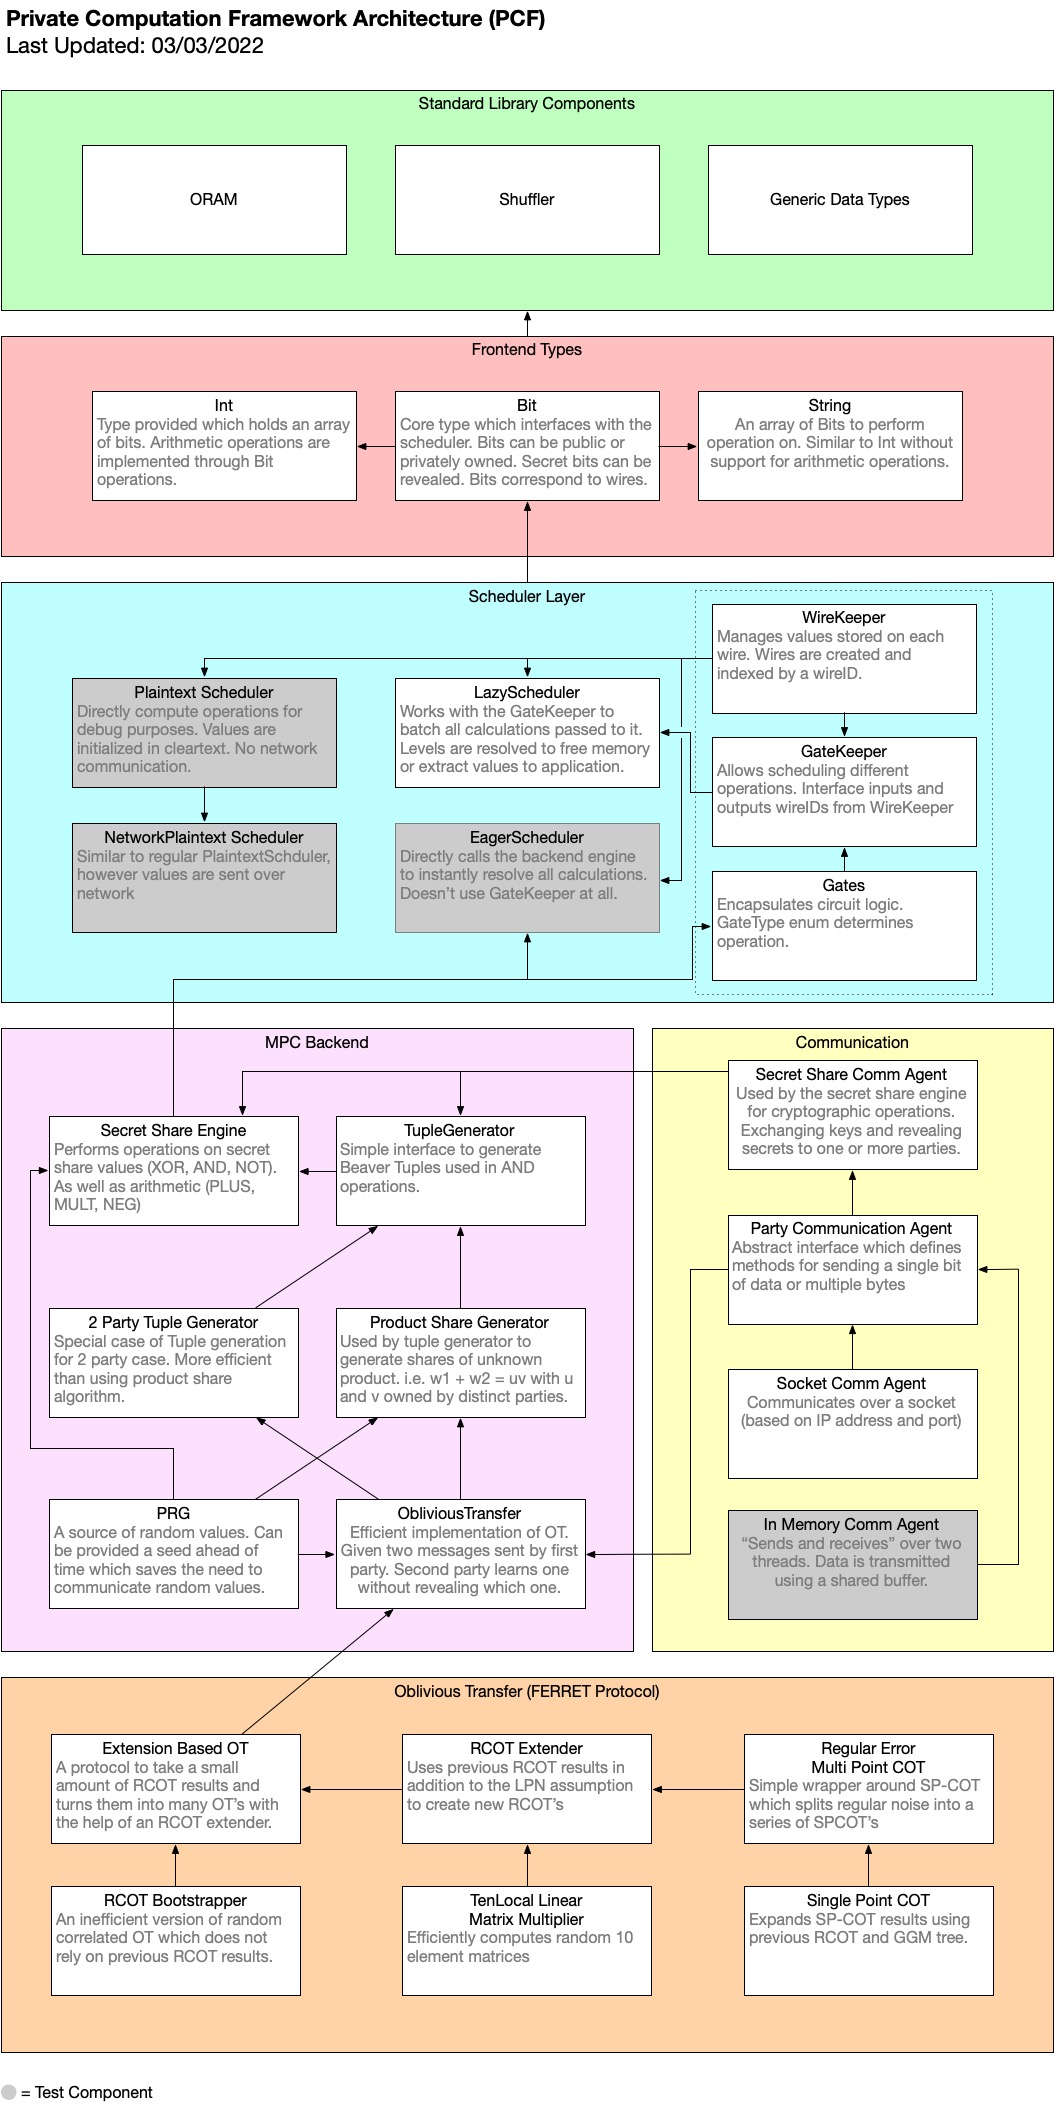 Private Computation Framework Architecture (PCF)
Last Updated: 03/03/2022
Standard Library Components
ORAM
Shuffler
Generic Data Types
Frontend Types
Int
Type provided which holds an array
of bits. Arithmetic operations are
implemented through Bit
operations.
Bit
Core type which interfaces with the
scheduler. Bits can be public or
privately owned. Secret bits can be
revealed. Bits correspond to wires.
String
An array of Bits to perform
operation on. Similar to Int without
support for arithmetic operations.
Scheduler Layer
WireKeeper
Manages values stored on each
wire. Wires are created and
indexed by a wireID.
Plaintext Scheduler
Directly compute operations for
debug purposes. Values are
initialized in cleartext. No network
communication.
LazyScheduler
Works with the GateKeeper to
batch all calculations passed to it.
Levels are resolved to free memory
or extract values to application.
GateKeeper
Allows scheduling different
operations. Interface inputs and
outputs wireIDs from WireKeeper
NetworkPlaintext Scheduler
Similar to regular PlaintextSchduler,
however values are sent over
network
EagerScheduler
Directly calls the backend engine
to instantly resolve all calculations.
Doesn't use GateKeeper at all.
Gates
Encapsulates circuit logic.
GateType enum determines
operation.
MPC Backend
Secret Share Engine
Performs operations on secret
share values (XOR, AND, NOT).
As well as arithmetic (PLUS,
MULT, NEG)
TupleGenerator
Simple interface to generate
Beaver Tuples used in AND
operations.
2 Party Tuple Generator
Special case of Tuple generation
for 2 party case. More efficient
than using product share
algorithm.
Product Share Generator
Used by tuple generator to
generate shares of unknown
product. i.e. w1 + w2 = uv with u
and v owned by distinct parties.
PRG
A source of random values. Can
be provided a seed ahead of
time which saves the need to
communicate random values.
ObliviousTransfer
Efficient implementation of OT.
Given two messages sent by first
party. Second party learns one
without revealing which one.
Communication
Secret Share Comm Agent
Used by the secret share engine
for cryptographic operations.
Exchanging keys and revealing
secrets to one or more parties.
Party Communication Agent
Abstract interface which defines
methods for sending a single bit
of data or multiple bytes
Socket Comm Agent
Communicates over a socket
(based on IP address and port)
In Memory Comm Agent
“Sends and receives” over two
threads. Data is transmitted
using a shared buffer.
Oblivious Transfer (FERRET Protocol)
Extension Based OT
A protocol to take a small
amount of RCOT results and
turns them into many OT's with
the help of an RCOT extender.
RCOT Extender
Uses previous RCOT results in
addition to the LPN assumption
to create new RCOT's
Regular Error
Multi Point COT
Simple wrapper around SP-COT
which splits regular noise into a
series of SPCOT's
RCOT Bootstrapper
An inefficient version of random
correlated OT which does not
rely on previous RCOT results.
TenLocal Linear
Matrix Multiplier
Efficiently computes random 10
element matrices
Single Point COT
Expands SP-COT results using
previous RCOT and GGM tree.
= Test Component